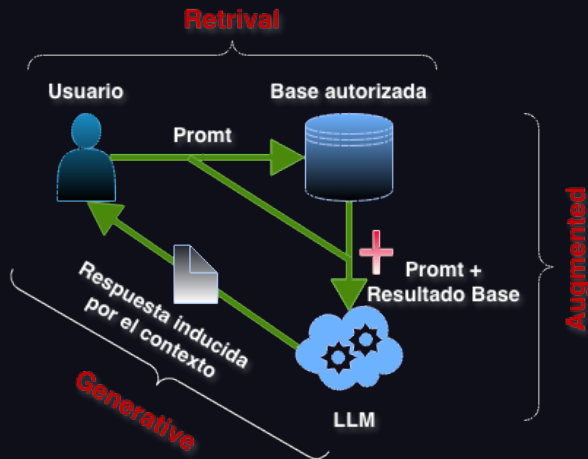 Retrival
Usuario
Base autorizada
Promt
Promt +
Resultado Base
Augmented
Respuesta inducida
por el contexto
Generative
LLM